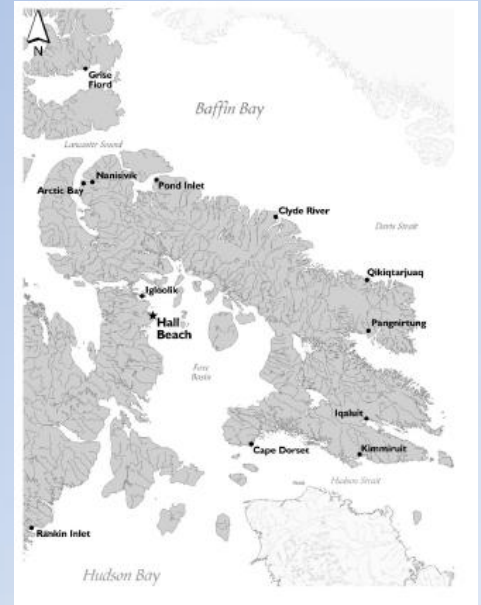 N
Grise
Fiord
Baffin Bay
Lancaster Sound
Nanisivik
Arctic Bay
Pond Inlet
Clyde River
Davis Strait
Qikiqtarjuaq
Igloolik
Hall
Beach
Pangnirtung
Foxe
Basin
Iqaluit
Cape Dorset
Kimmiruit
Hudson Strait
Rankin Inlet
Hudson Bay